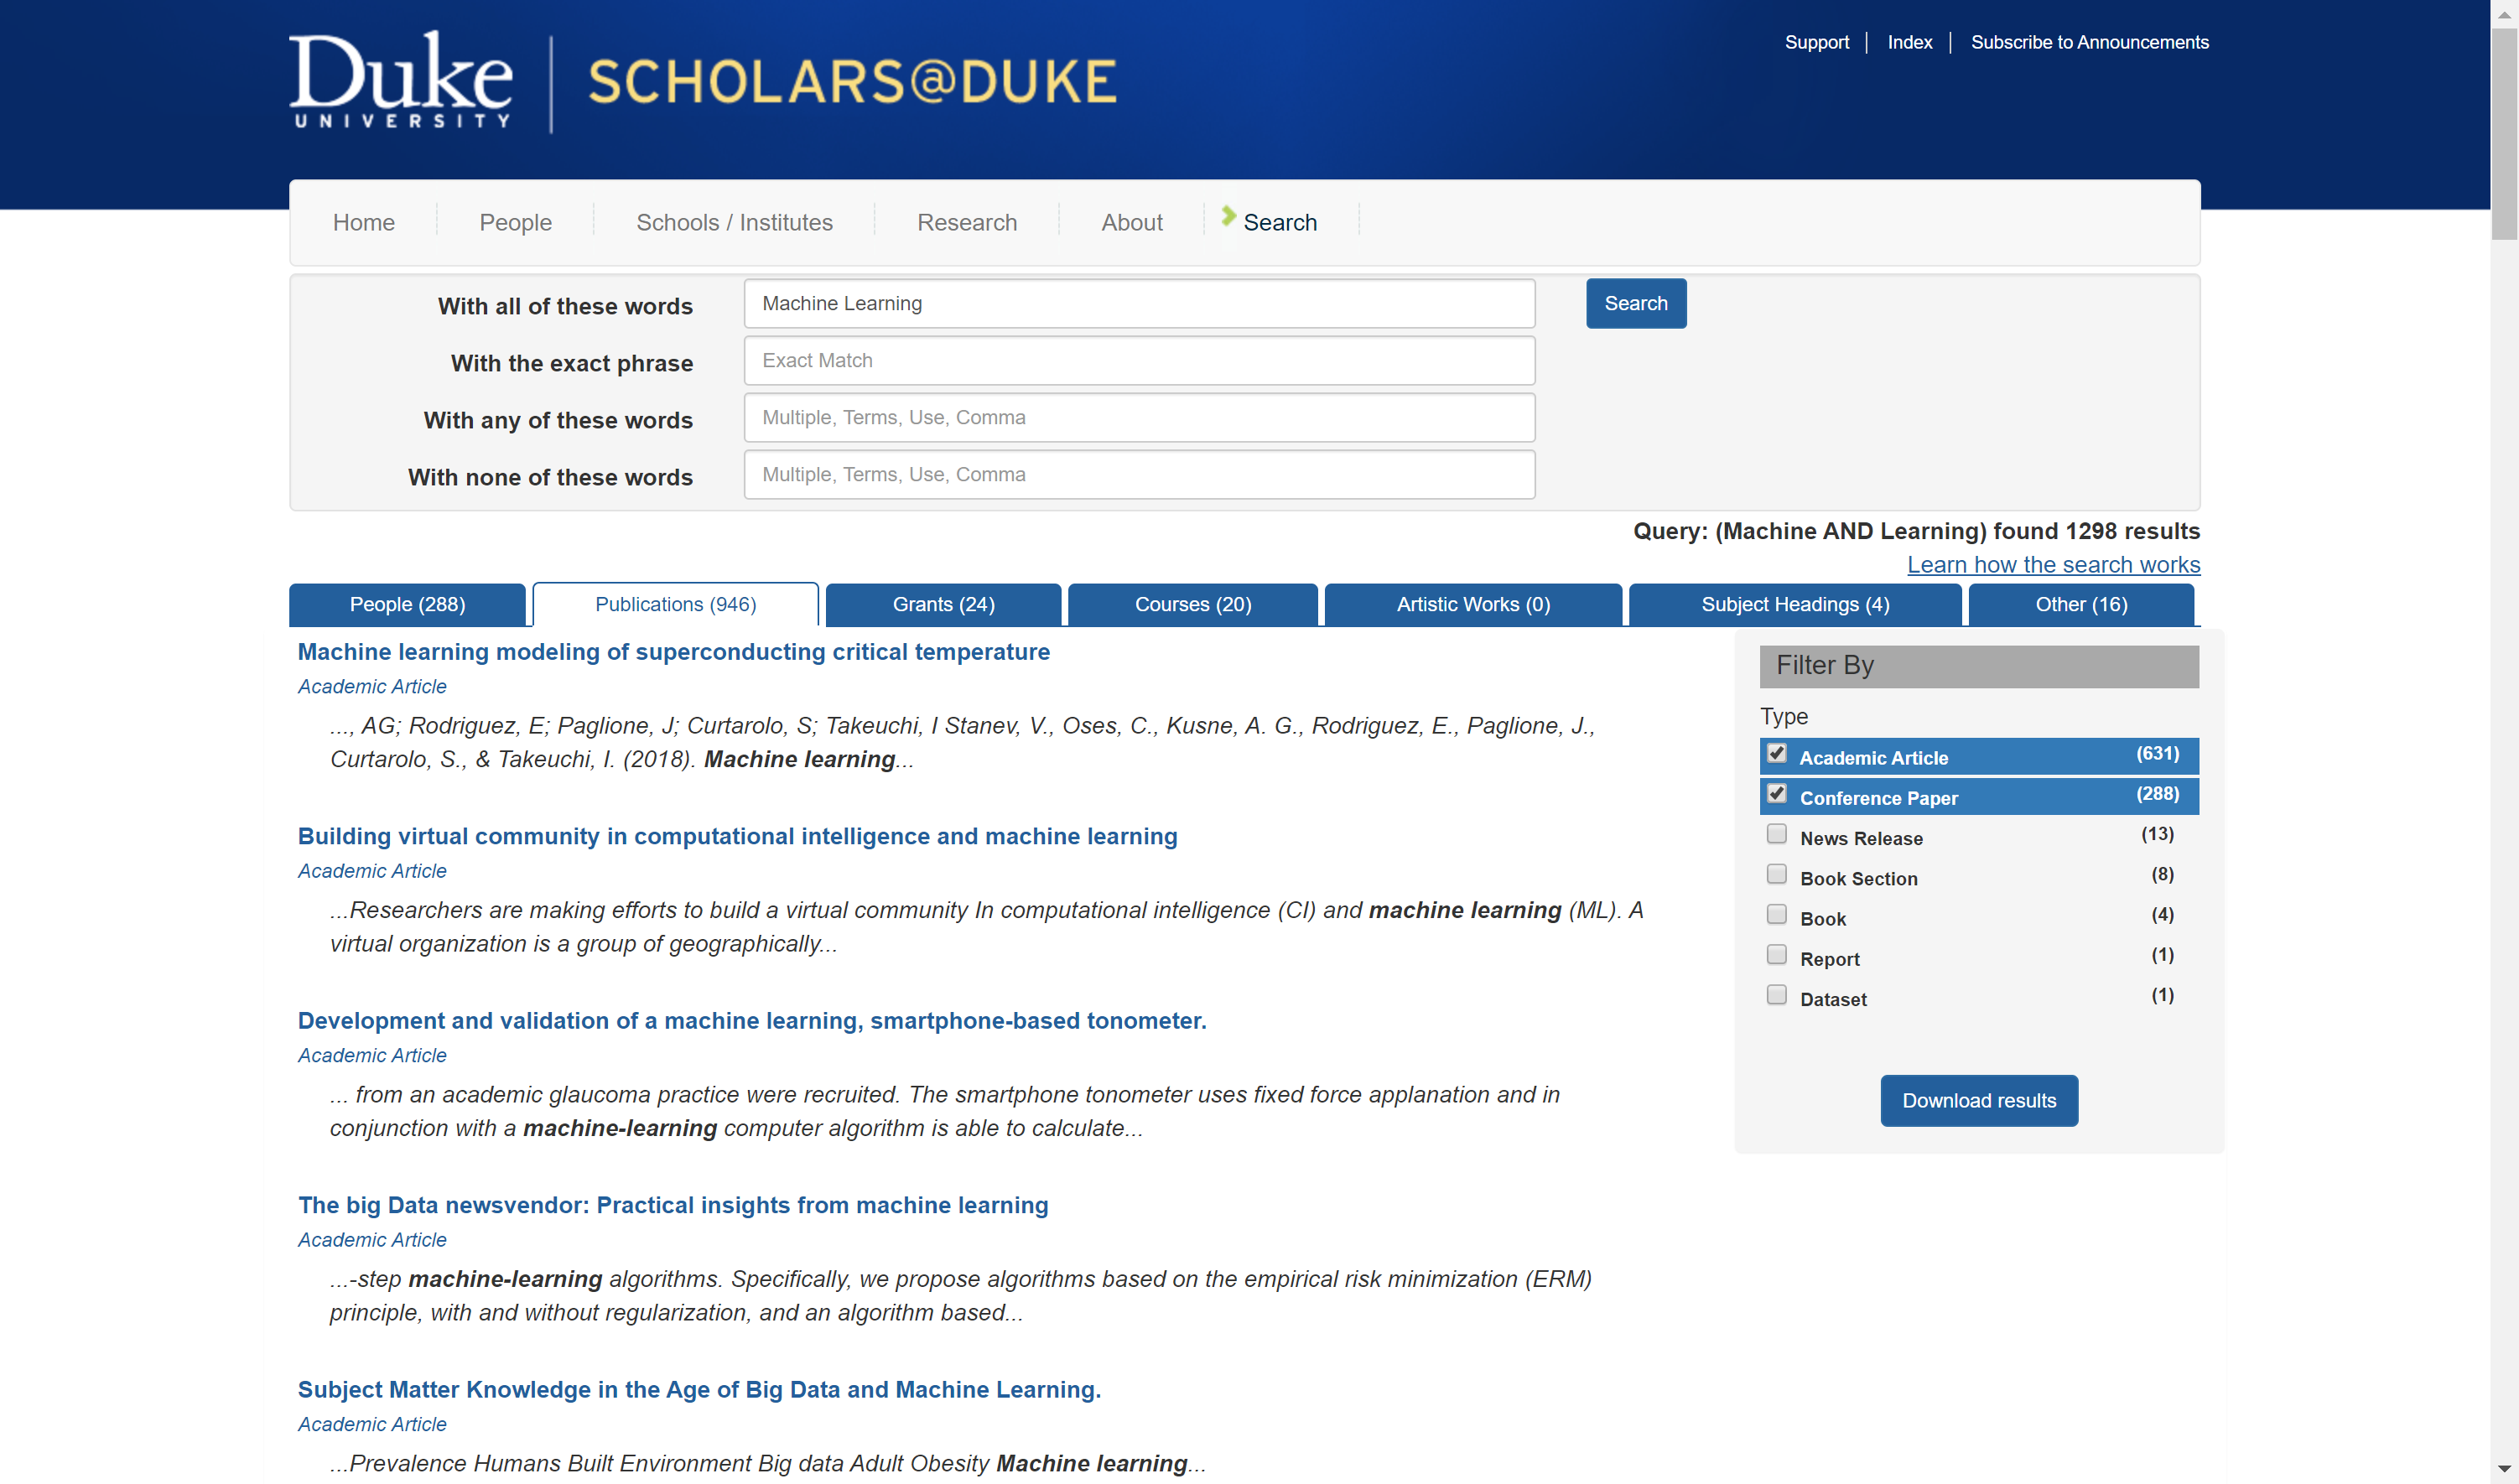 Duke
UNIVERSITY
SCHOLARS@DUKE
Support
Index
Subscribe to Announcements
Home
People
Schools / Institutes
Research
About
Search
With all of these words
Machine Learning
Search
With the exact phrase
Exact Match
With any of these words
Multiple, Terms, Use, Comma
With none of these words
Multiple, Terms, Use, Comma
Query: (Machine AND Learning) found 1298 results
Learn how the search works
People (288)
Publications (946)
Grants (24)
Courses (20)
Artistic Works (0)
Subject Headings (4)
Other (16)
Machine learning modeling of superconducting critical temperature
Academic Article
..., AG; Rodriguez, E; Paglione, J; Curtarolo, S; Takeuchi, I Stanev, V., Oses, C., Kusne, A. G., Rodriguez, E., Paglione, J.,
Curtarolo, S., & Takeuchi, I. (2018). Machine learning...
Building virtual community in computational intelligence and machine learning
Academic Article
...Researchers are making efforts to build a virtual community In computational intelligence (CI) and machine learning (ML). A
virtual organization is a group of geographically...
Development and validation of a machine learning, smartphone-based tonometer.
Academic Article
... from an academic glaucoma practice were recruited. The smartphone tonometer uses fixed force applanation and in
conjunction with a machine-learning computer algorithm is able to calculate...
The big Data newsvendor: Practical insights from machine learning
Academic Article
...-step machine-learning algorithms. Specifically, we propose algorithms based on the empirical risk minimization (ERM)
principle, with and without regularization, and an algorithm based...
Subject Matter Knowledge in the Age of Big Data and Machine Learning.
Academic Article
...Prevalence Humans Built Environment Big data Adult Obesity Machine learning...
Filter By
Type
Academic Article (631)
Conference Paper (288)
News Release (13)
Book Section (8)
Book (4)
Report (1)
Dataset (1)
Download results